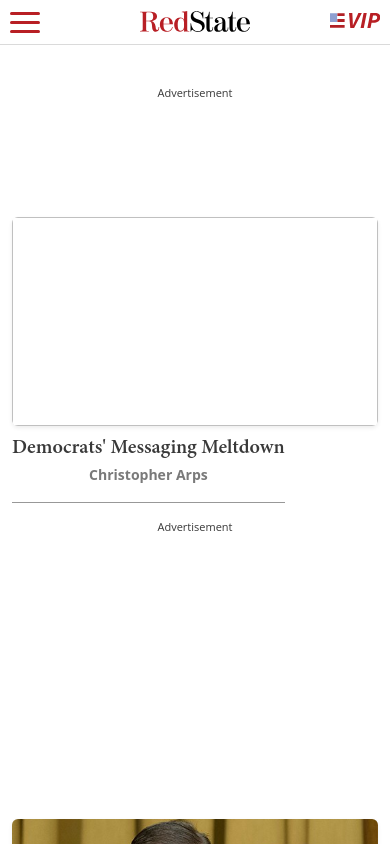 RedState
VIP
Advertisement
Democrats' Messaging Meltdown
Christopher Arps
Advertisement